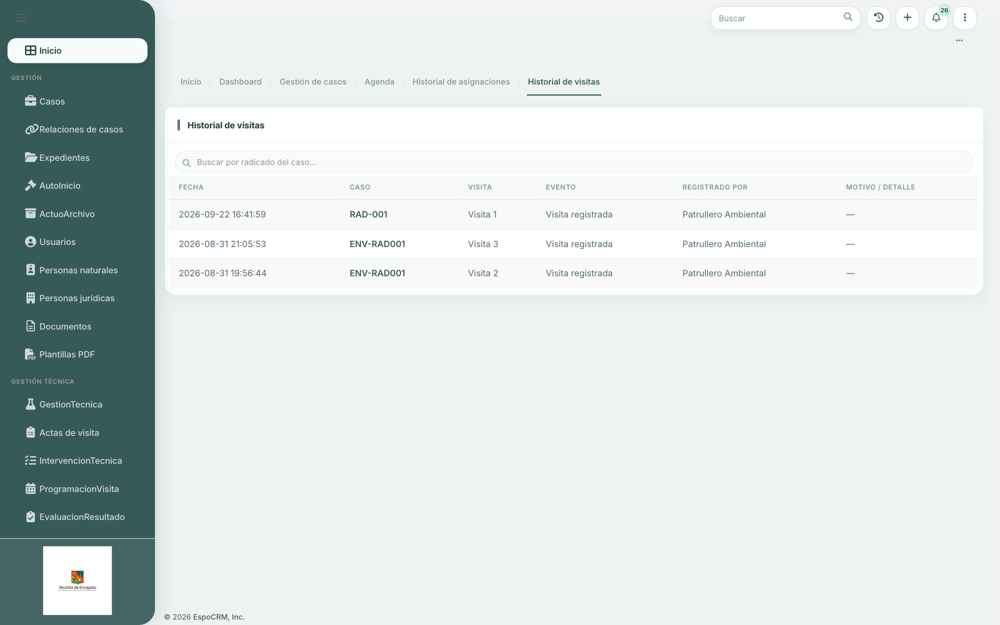 Buscar
26
Inicio
GESTIÓN
Casos
Relaciones de casos
Expedientes
AutoInicio
ActuoArchivo
Usuarios
Personas naturales
Personas jurídicas
Documentos
Plantillas PDF
GESTIÓN TÉCNICA
GestionTecnica
Actas de visita
IntervencionTecnica
ProgramacionVisita
EvaluacionResultado
Alcaldía de Envigado
Inicio / Dashboard / Gestión de casos / Agenda / Historial de asignaciones / Historial de visitas
Historial de visitas
Buscar por radicado del caso...
FECHA CASO VISITA EVENTO REGISTRADO POR MOTIVO / DETALLE
2026-09-22 16:41:59 RAD-001 Visita 1 Visita registrada Patrullero Ambiental —
2026-08-31 21:05:53 ENV-RAD001 Visita 3 Visita registrada Patrullero Ambiental —
2026-08-31 19:56:44 ENV-RAD001 Visita 2 Visita registrada Patrullero Ambiental —
© 2026 EspoCRM, Inc.